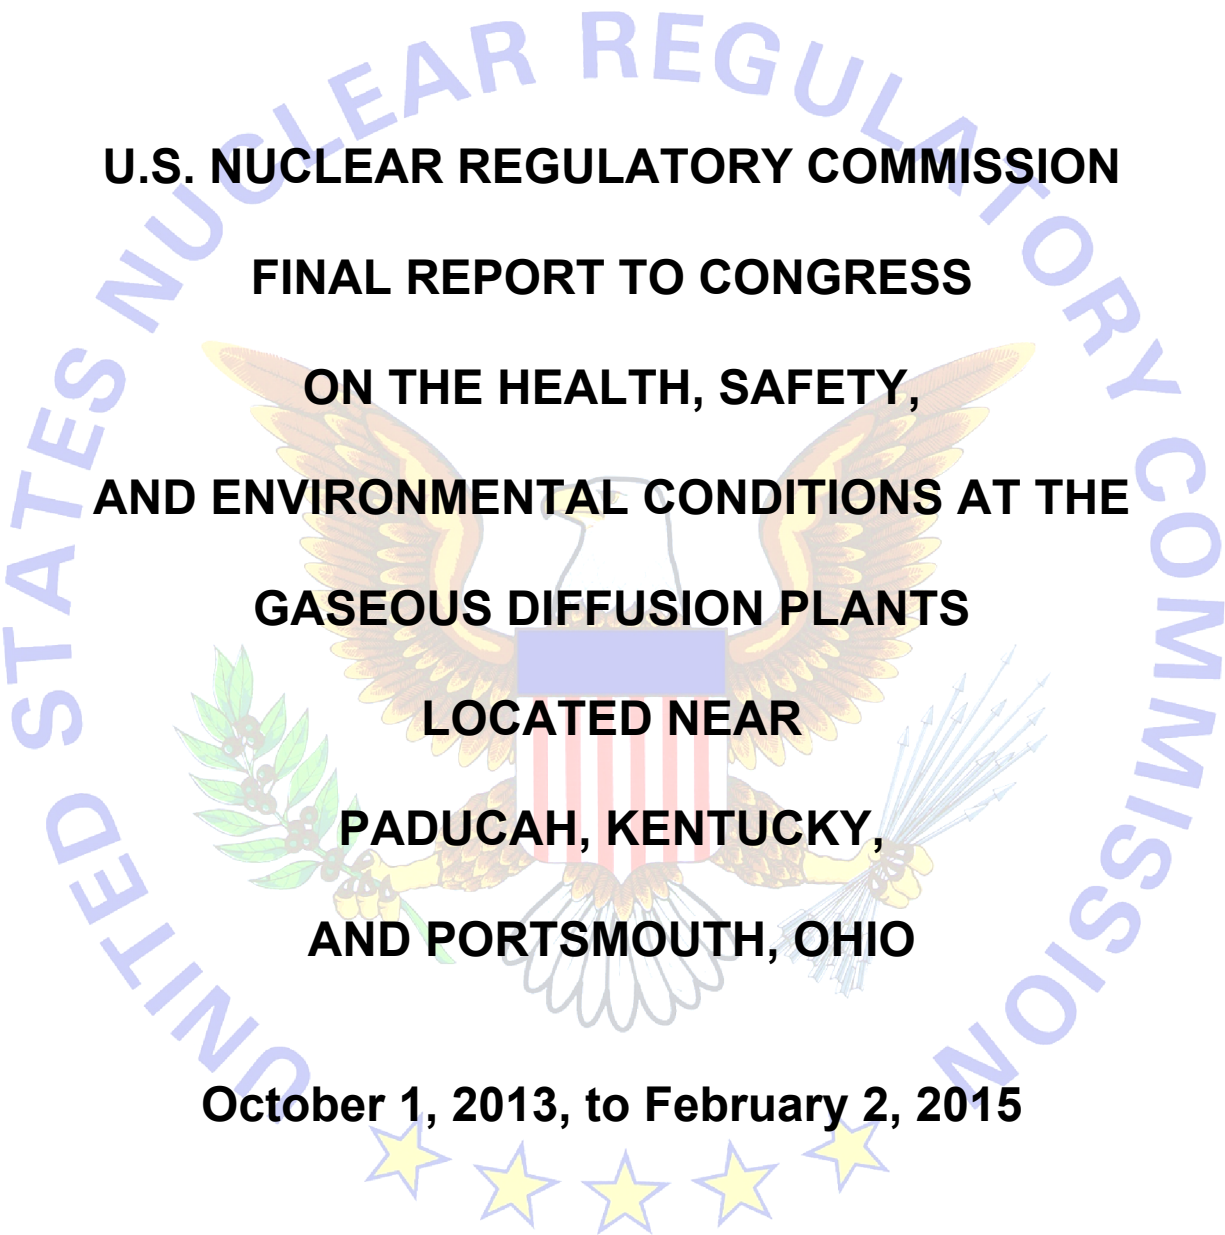 UNITED STATES NUCLEAR REGULATORY COMMISSION
U.S. NUCLEAR REGULATORY COMMISSION
FINAL REPORT TO CONGRESS
ON THE HEALTH, SAFETY,
AND ENVIRONMENTAL CONDITIONS AT THE
GASEOUS DIFFUSION PLANTS
LOCATED NEAR
PADUCAH, KENTUCKY,
AND PORTSMOUTH, OHIO
October 1, 2013, to February 2, 2015